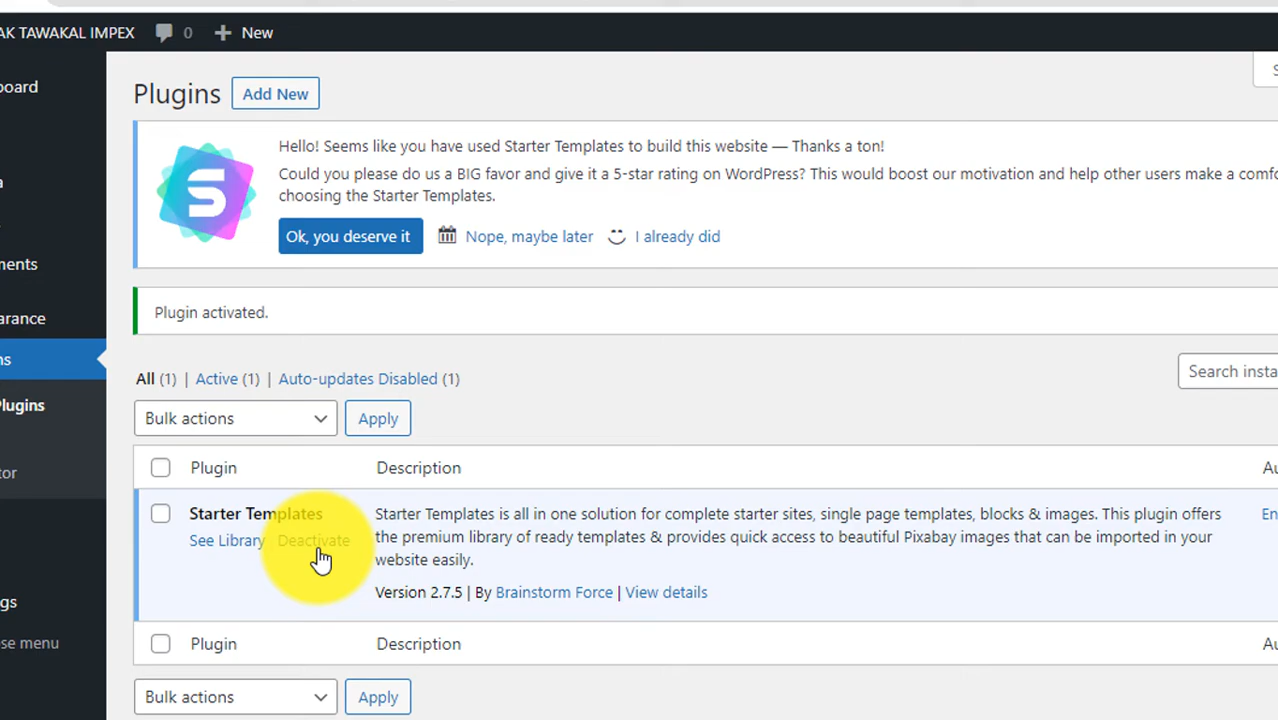 AK TAWAKAL IMPEX 0 New
oard
a
ments
arance
ns
Plugins
tor
gs
se menu
Plugins Add New
S
Hello! Seems like you have used Starter Templates to build this website — Thanks a ton!
Could you please do us a BIG favor and give it a 5-star rating on WordPress? This would boost our motivation and help other users make a comfo
choosing the Starter Templates.
Ok, you deserve it Nope, maybe later I already did
Plugin activated.
All (1) | Active (1) | Auto-updates Disabled (1)
Search insta
Bulk actions Apply
Plugin Description Au
Starter Templates
See Library Deactivate
Starter Templates is all in one solution for complete starter sites, single page templates, blocks & images. This plugin offers
the premium library of ready templates & provides quick access to beautiful Pixabay images that can be imported in your
website easily.
Version 2.7.5 | By Brainstorm Force | View details
En
Plugin Description Au
Bulk actions Apply